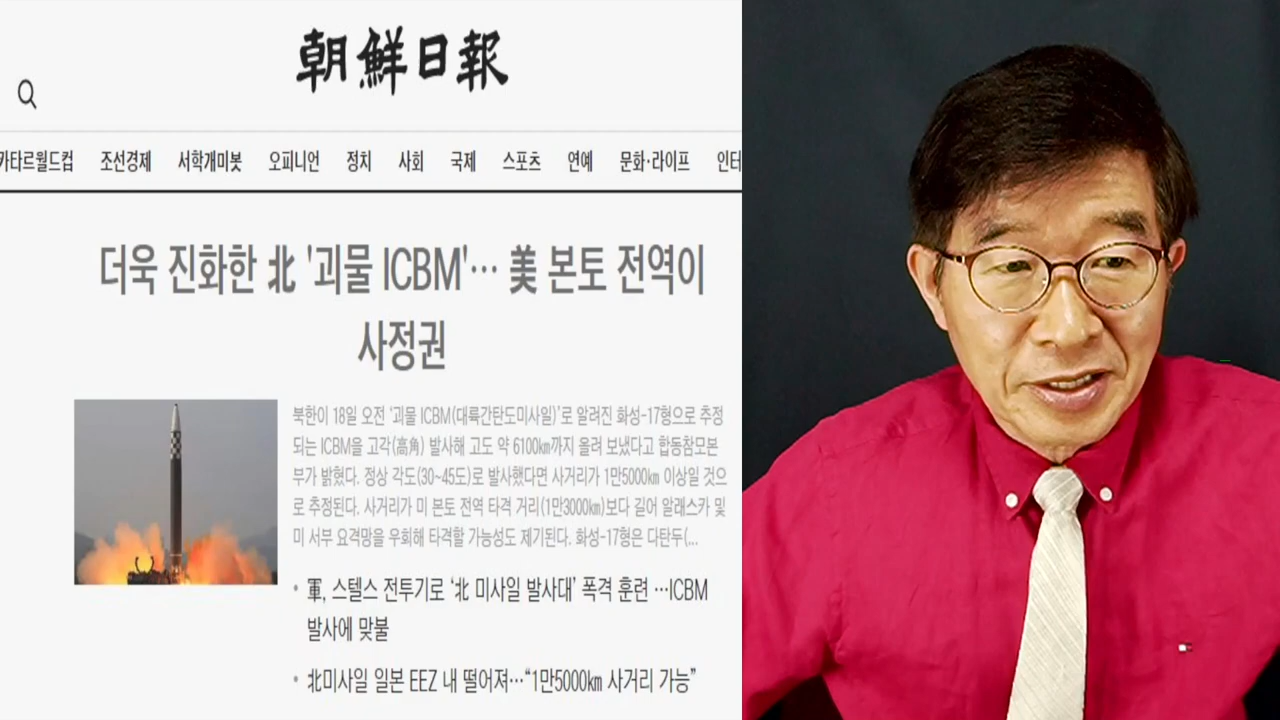 朝鮮日報
카타르월드컵 조선경제 서학개미봇 오피니언 정치 사회 국제 스포츠 연예 문화·라이프 인터
더욱 진화한 北 '괴물 ICBM'… 美 본토 전역이
사정권
북한이 18일 오전 '괴물 ICBM(대륙간탄도미사일)'로 알려진 화성-17형으로 추정
되는 ICBM을 고각(高角) 발사해 고도 약 6100㎞까지 올려 보냈다고 합동참모본
부가 밝혔다. 정상 각도(30~45도)로 발사했다면 사거리가 1만5000㎞ 이상일 것으
로 추정된다. 사거리가 미 본토 전역 타격 거리(1만3000㎞)보다 길어 알래스카 및
미 서부 요격망을 우회해 타격할 가능성도 제기된다. 화성-17형은 다탄두(...
• 軍, 스텔스 전투기로 ‘北 미사일 발사대’ 폭격 훈련 …ICBM
발사에 맞불
• 北미사일 일본 EEZ 내 떨어져…“1만5000㎞ 사거리 가능”